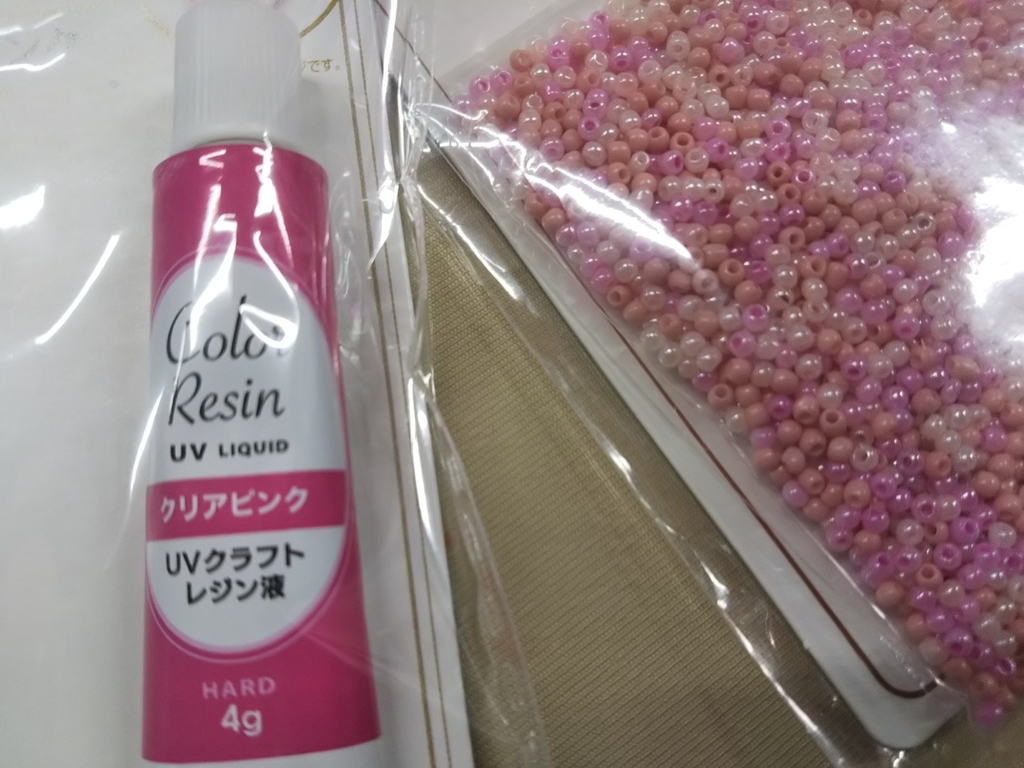 です。
Color
Resin
UV LIQUID
クリアピンク
UVクラフト
レジン液
HARD
4g